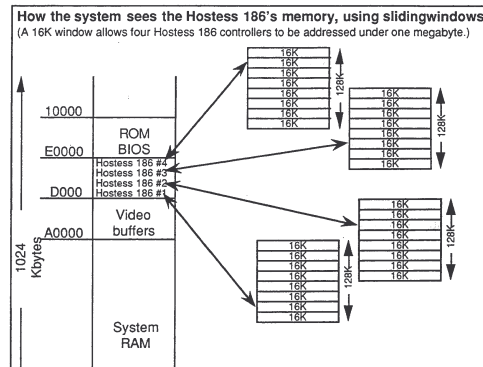 How the system sees the Hostess 186's memory, using slidingwindows
(A 16K window allows four Hostess 186 controllers to be addressed under one megabyte.)
16K
16K
16K
16K
16K
16K
16K
16K
128K
16K
16K
16K
16K
16K
16K
16K
16K
128K
10000
ROM
BIOS
E0000
Hostess 186 #4
Hostess 186 #3
Hostess 186 #2
Hostess 186 #1
D0000
Video
buffers
A0000
1024
Kbytes
System
RAM
16K
16K
16K
16K
16K
16K
16K
16K
128K
16K
16K
16K
16K
16K
16K
16K
16K
128K